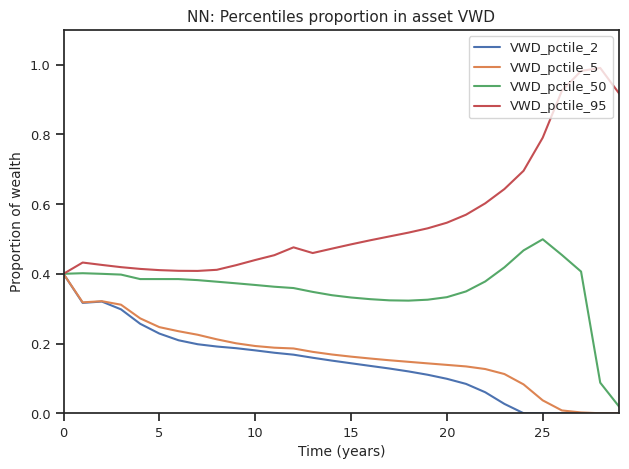 NN: Percentiles proportion in asset VWD
VWD_pctile_2
VWD_pctile_5
VWD_pctile_50
VWD_pctile_95
Proportion of wealth
1.0
0.8
0.6
0.4
0.2
0.0
0 5 10 15 20 25
Time (years)